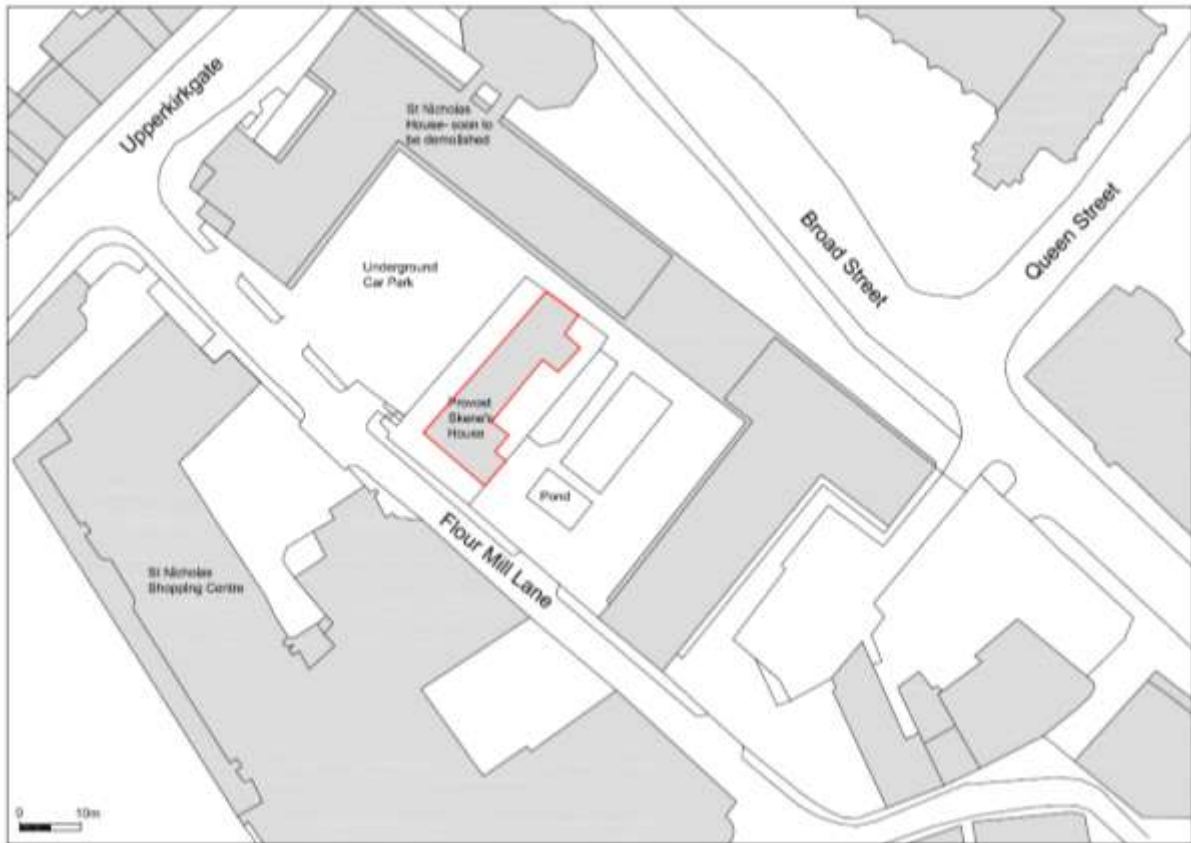 Upperkirkgate
St Nicholas
House- soon to
be demolished
Broad Street
Queen Street
Underground
Car Park
Provost
Skene's
House
Pond
Flour Mill Lane
St Nicholas
Shopping Centre
0 10m